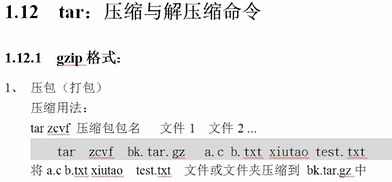 1.12 tar：压缩与解压缩命令
1.12.1 gzip 格式：
1、 压包（打包）
压缩用法：
tar zcvf 压缩包包名 文件 1 文件 2 ...
tar zcvf bk.tar.gz a.c b.txt xiutao test.txt
将 a.c b.txt xiutao test.txt 文件或文件夹压缩到 bk.tar.gz 中